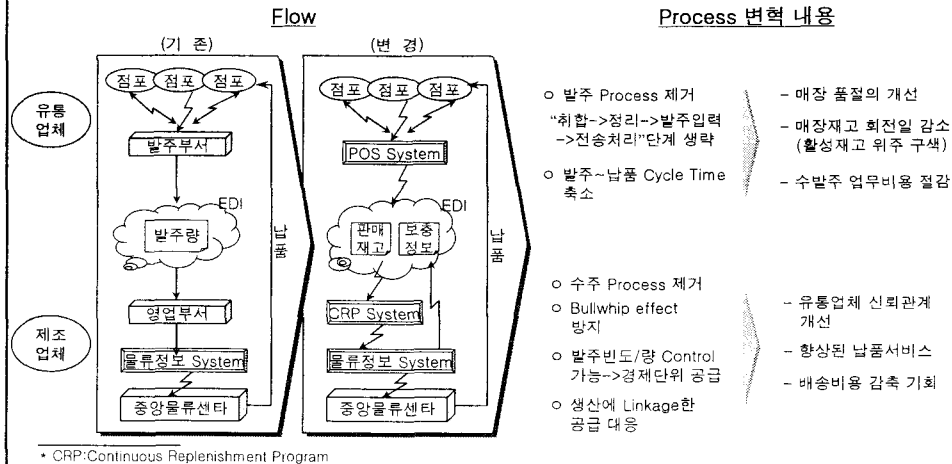 Flow
Process 변혁 내용
(기 존)
(변 경)
유통
업체
제조
업체
점포 점포 점포
발주부서
EDI
발주량
영업부서
물류정보 System
중앙물류센타
납
품
점포 점포 점포
POS System
EDI
판매
재고
보충
정보
CRP System
물류정보 System
중앙물류센타
납
품
○ 발주 Process 제거
"취합->정리->발주입력
->전송처리"단계 생략
○ 발주~납품 Cycle Time
축소
- 매장 품절의 개선
- 매장재고 회전일 감소
(활성재고 위주 구색)
- 수발주 업무비용 절감
○ 수주 Process 제거
○ Bullwhip effect
방지
○ 발주빈도/량 Control
가능->경제단위 공급
○ 생산에 Linkage한
공급 대응
- 유통업체 신뢰관계
개선
- 향상된 납품서비스
- 배송비용 감축 기회
* CRP:Continuous Replenishment Program